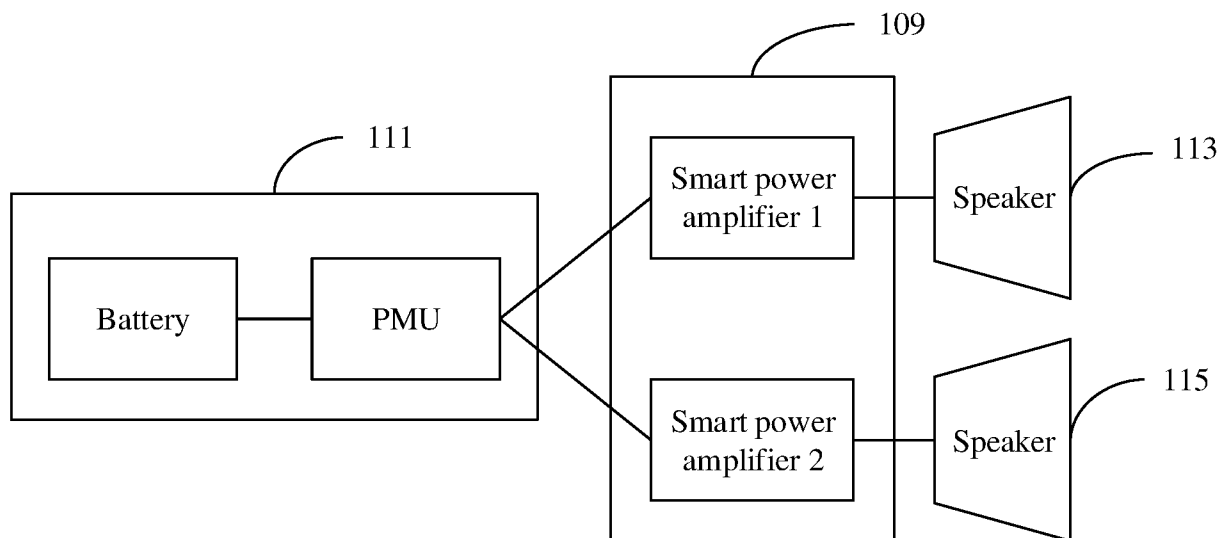 109
111
Smart power
amplifier 1
Speaker
113
Battery
PMU
Smart power
amplifier 2
Speaker
115